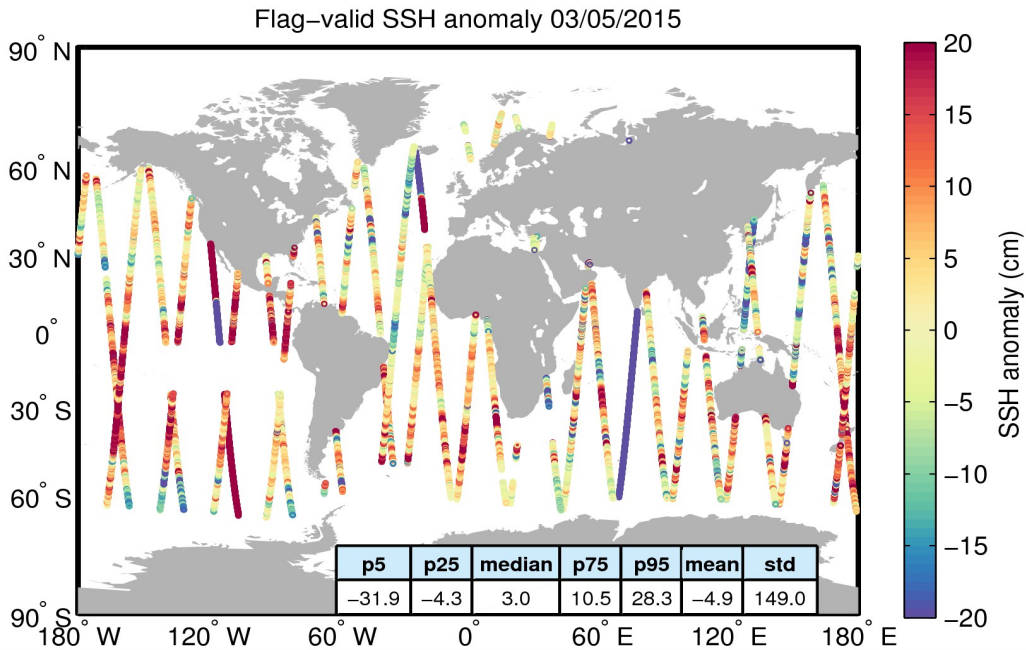 Flag−valid SSH anomaly 03/05/2015
90° N
60° N
30° N
0°
30° S
60° S
90° S
180° W
120° W
60° W
0°
60° E
120° E
180° E
p5 p25 median p75 p95 mean std
−31.9 −4.3 3.0 10.5 28.3 −4.9 149.0
20
15
10
5
0
−5
−10
−15
−20
SSH anomaly (cm)